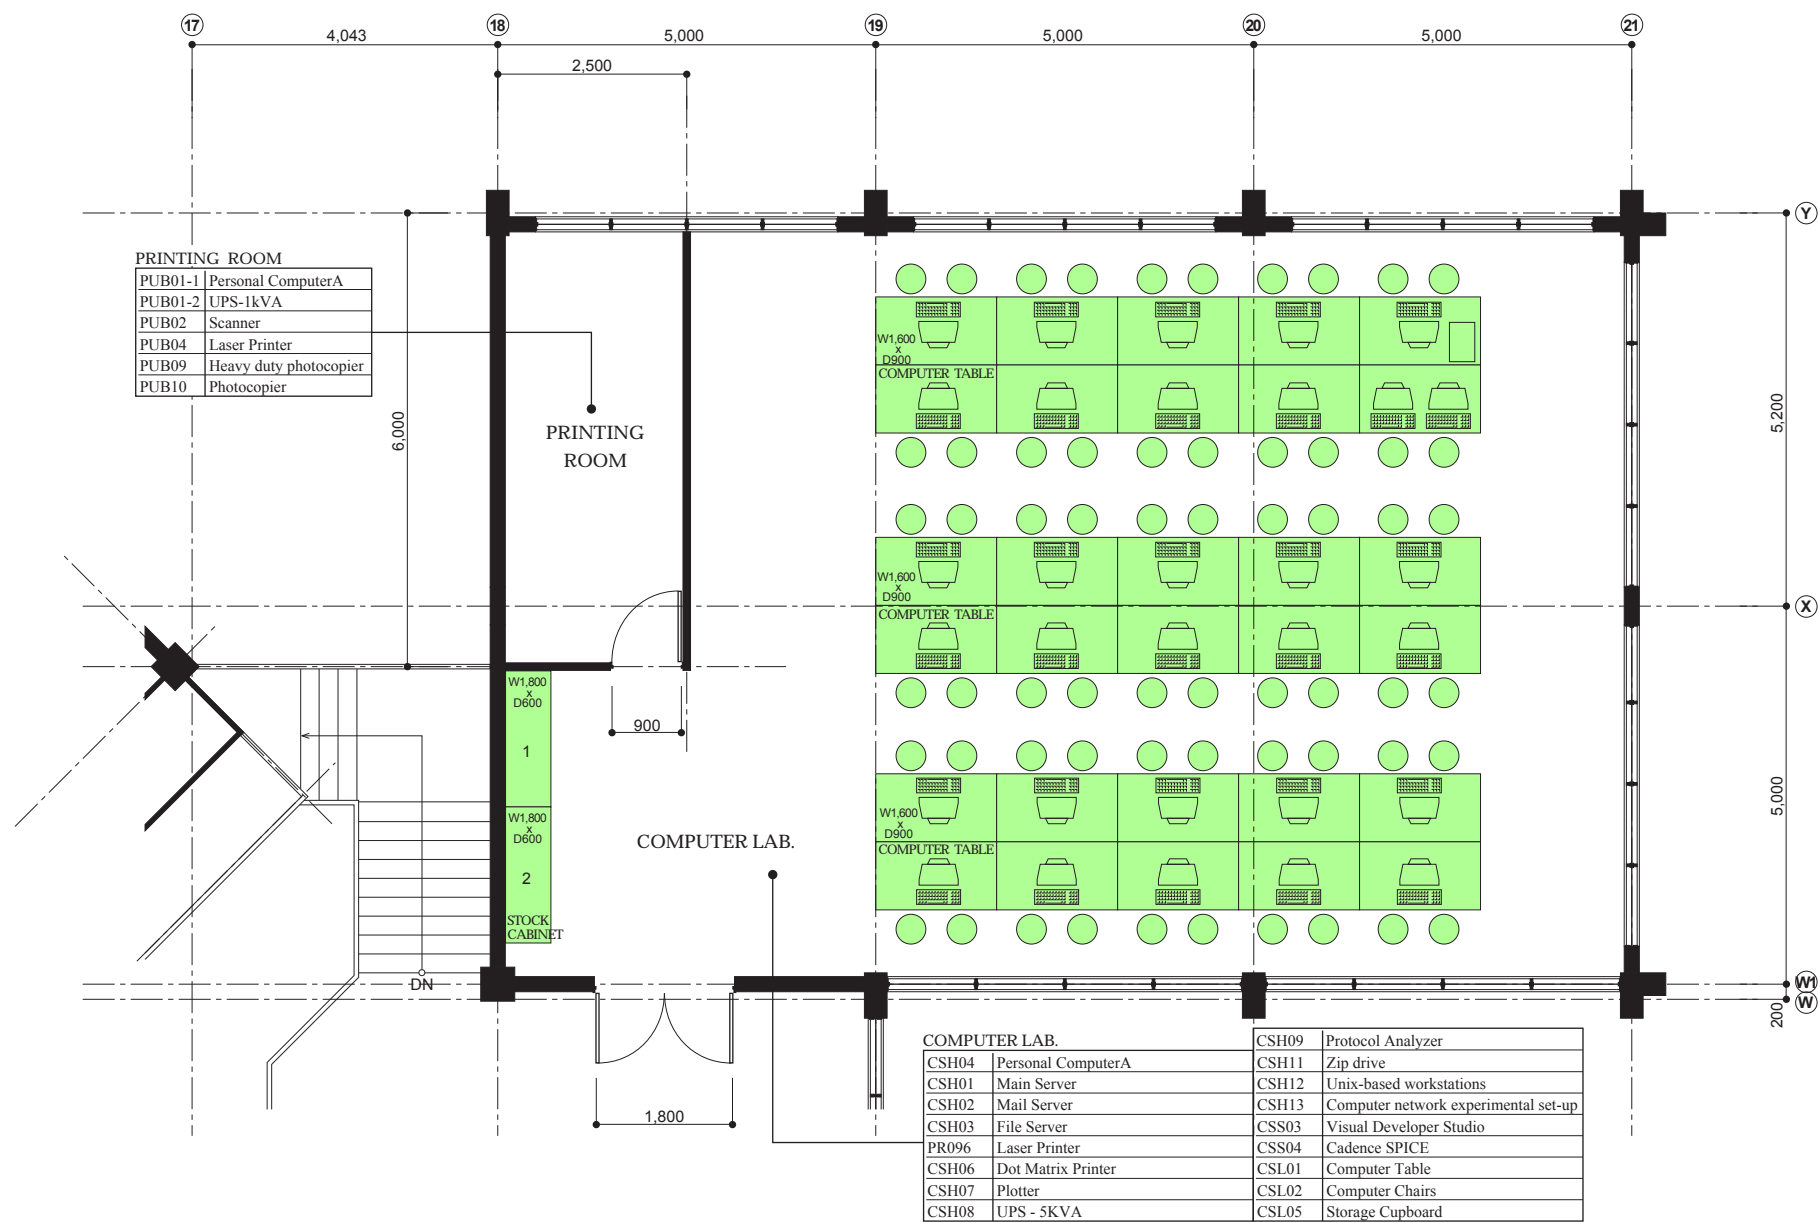 17 18 19 20 21
4,043 5,000 5,000 5,000
2,500
Y
PRINTING ROOM
PUB01-1 Personal ComputerA
PUB01-2 UPS-1kVA
PUB02 Scanner
PUB04 Laser Printer
PUB09 Heavy duty photocopier
PUB10 Photocopier
6,000
PRINTING
ROOM
W1,600
x
D900
COMPUTER TABLE
5,200
W1,600
x
D900
COMPUTER TABLE
X
W1,800
x
D600
1
900
W1,800
x
D600
2
STOCK
CABINET
COMPUTER LAB.
W1,600
x
D900
COMPUTER TABLE
5,000
DN
W1
W
200
1,800
COMPUTER LAB.
CSH04 Personal ComputerA
CSH01 Main Server
CSH02 Mail Server
CSH03 File Server
PR096 Laser Printer
CSH06 Dot Matrix Printer
CSH07 Plotter
CSH08 UPS - 5KVA
CSH09 Protocol Analyzer
CSH11 Zip drive
CSH12 Unix-based workstations
CSH13 Computer network experimental set-up
CSS03 Visual Developer Studio
CSS04 Cadence SPICE
CSL01 Computer Table
CSL02 Computer Chairs
CSL05 Storage Cupboard